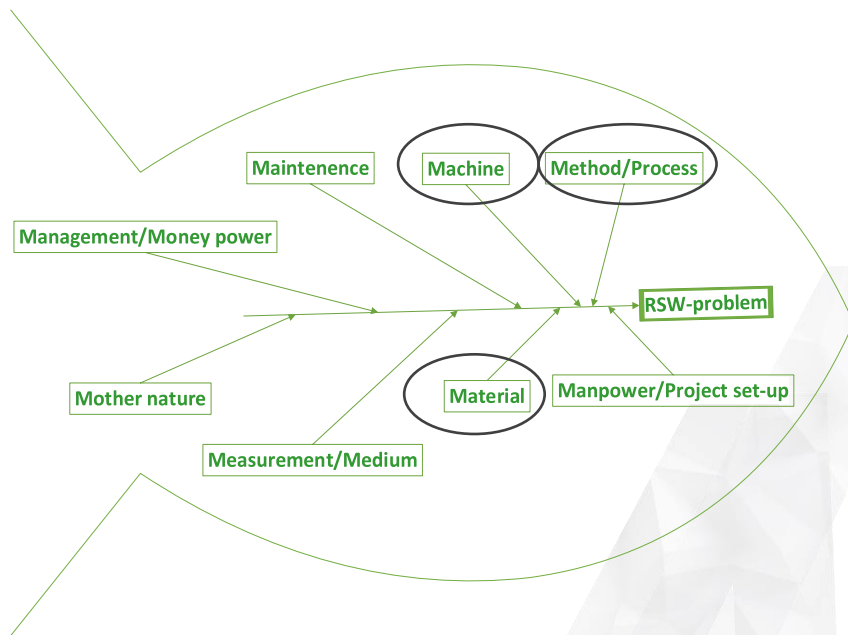 Maintenence
Machine
Method/Process
Management/Money power
RSW-problem
Mother nature
Material
Manpower/Project set-up
Measurement/Medium